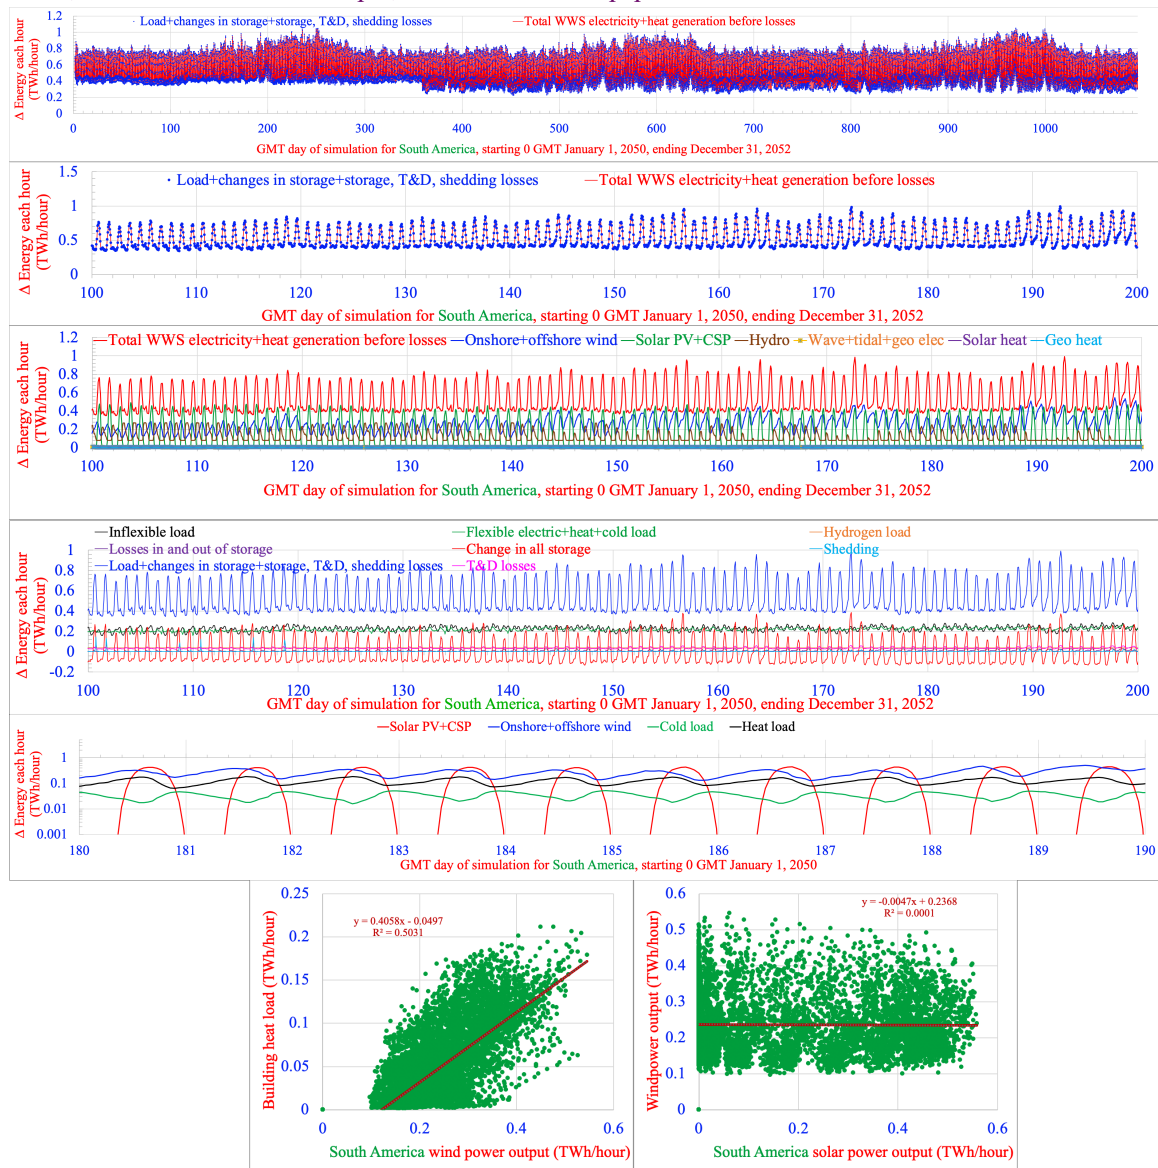 Load+changes in storage+storage, T&D, shedding losses
Total WWS electricity+heat generation before losses
1.2
1
0.8
0.6
0.4
0.2
0
Δ Energy each hour
(TWh/hour)
0 100 200 300 400 500 600 700 800 900 1000
GMT day of simulation for South America, starting 0 GMT January 1, 2050, ending December 31, 2052
Load+changes in storage+storage, T&D, shedding losses
Total WWS electricity+heat generation before losses
1.5
1
0.5
0
Δ Energy each hour
(TWh/hour)
100 110 120 130 140 150 160 170 180 190 200
GMT day of simulation for South America, starting 0 GMT January 1, 2050, ending December 31, 2052
Total WWS electricity+heat generation before losses Onshore+offshore wind Solar PV+CSP Hydro Wave+tidal+geo elec Solar heat Geo heat
1.2
1
0.8
0.6
0.4
0.2
0
Δ Energy each hour
(TWh/hour)
100 110 120 130 140 150 160 170 180 190 200
GMT day of simulation for South America, starting 0 GMT January 1, 2050, ending December 31, 2052
Inflexible load Flexible electric+heat+cold load Hydrogen load
Losses in and out of storage Change in all storage Shedding
Load+changes in storage+storage, T&D, shedding losses T&D losses
1
0.8
0.6
0.4
0.2
0
-0.2
Δ Energy each hour
(TWh/hour)
100 110 120 130 140 150 160 170 180 190 200
GMT day of simulation for South America, starting 0 GMT January 1, 2050, ending December 31, 2052
Solar PV+CSP Onshore+offshore wind Cold load Heat load
1
0.1
0.01
0.001
Δ Energy each hour
(TWh/hour)
180 181 182 183 184 185 186 187 188 189 190
GMT day of simulation for South America, starting 0 GMT January 1, 2050
0.25
0.2
0.15
0.1
0.05
0
y = 0.4058x - 0.0497
R² = 0.5031
Building heat load (TWh/hour)
0 0.2 0.4 0.6
South America wind power output (TWh/hour)
0.6
0.5
0.4
0.3
0.2
0.1
0
y = -0.0047x + 0.2368
R² = 0.0001
Windpower output (TWh/hour)
0 0.2 0.4 0.6
South America solar power output (TWh/hour)